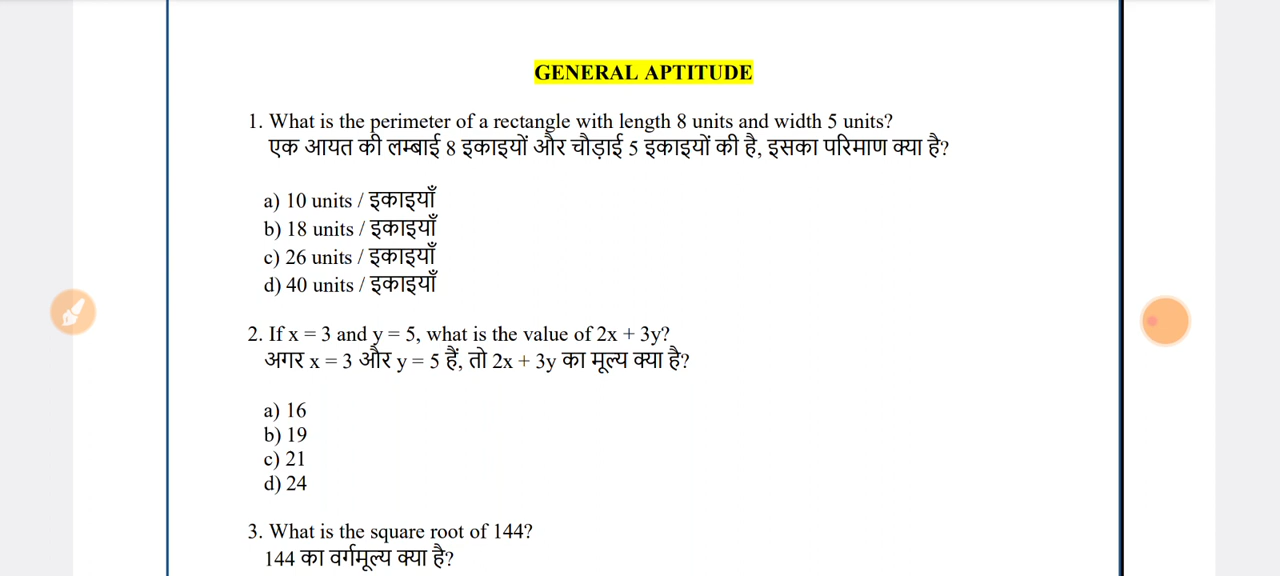 GENERAL APTITUDE
1. What is the perimeter of a rectangle with length 8 units and width 5 units?
एक आयत की लम्बाई 8 इकाइयों और चौड़ाई 5 इकाइयों की है, इसका परिमाण क्या है?
a) 10 units / इकाइयाँ
b) 18 units / इकाइयाँ
c) 26 units / इकाइयाँ
d) 40 units / इकाइयाँ
2. If x = 3 and y = 5, what is the value of 2x + 3y?
अगर x = 3 और y = 5 हैं, तो 2x + 3y का मूल्य क्या है?
a) 16
b) 19
c) 21
d) 24
3. What is the square root of 144?
144 का वर्गमूल्य क्या है?